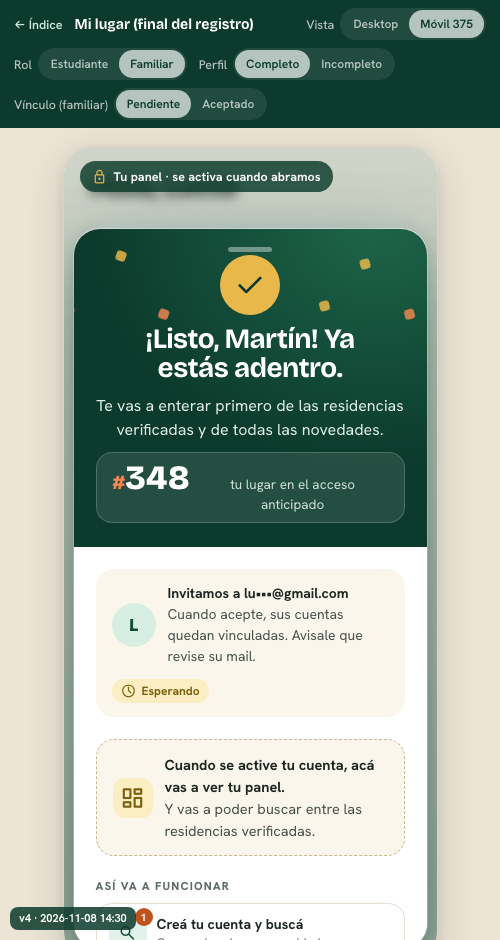 ← Índice Mi lugar (final del registro) Vista Desktop Móvil 375
Rol Estudiante Familiar Perfil Completo Incompleto
Vínculo (familiar) Pendiente Aceptado
Tu panel · se activa cuando abramos
¡Listo, Martín! Ya
estás adentro.
Te vas a enterar primero de las residencias
verificadas y de todas las novedades.
#348 tu lugar en el acceso
anticipado
Invitamos a lu•••@gmail.com
L
Cuando acepte, sus cuentas
quedan vinculadas. Avisale que
revise su mail.
Esperando
Cuando se active tu cuenta, acá
vas a ver tu panel.
Y vas a poder buscar entre las
residencias verificadas.
ASÍ VA A FUNCIONAR
v4 · 2026-11-08 14:30 1 Creá tu cuenta y buscá